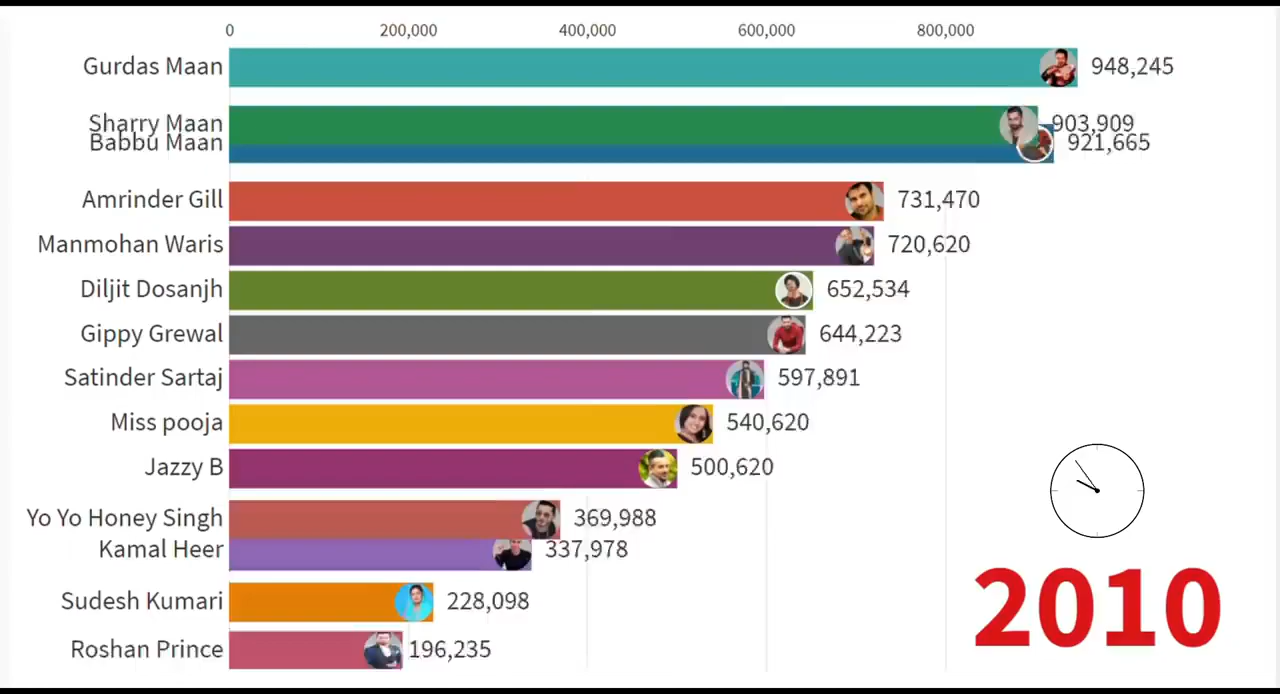 0 200,000 400,000 600,000 800,000
Gurdas Maan 948,245
Sharry Maan 903,909
Babbu Maan 921,665
Amrinder Gill 731,470
Manmohan Waris 720,620
Diljit Dosanjh 652,534
Gippy Grewal 644,223
Satinder Sartaj 597,891
Miss pooja 540,620
Jazzy B 500,620
Yo Yo Honey Singh 369,988
Kamal Heer 337,978
Sudesh Kumari 228,098
Roshan Prince 196,235
2010